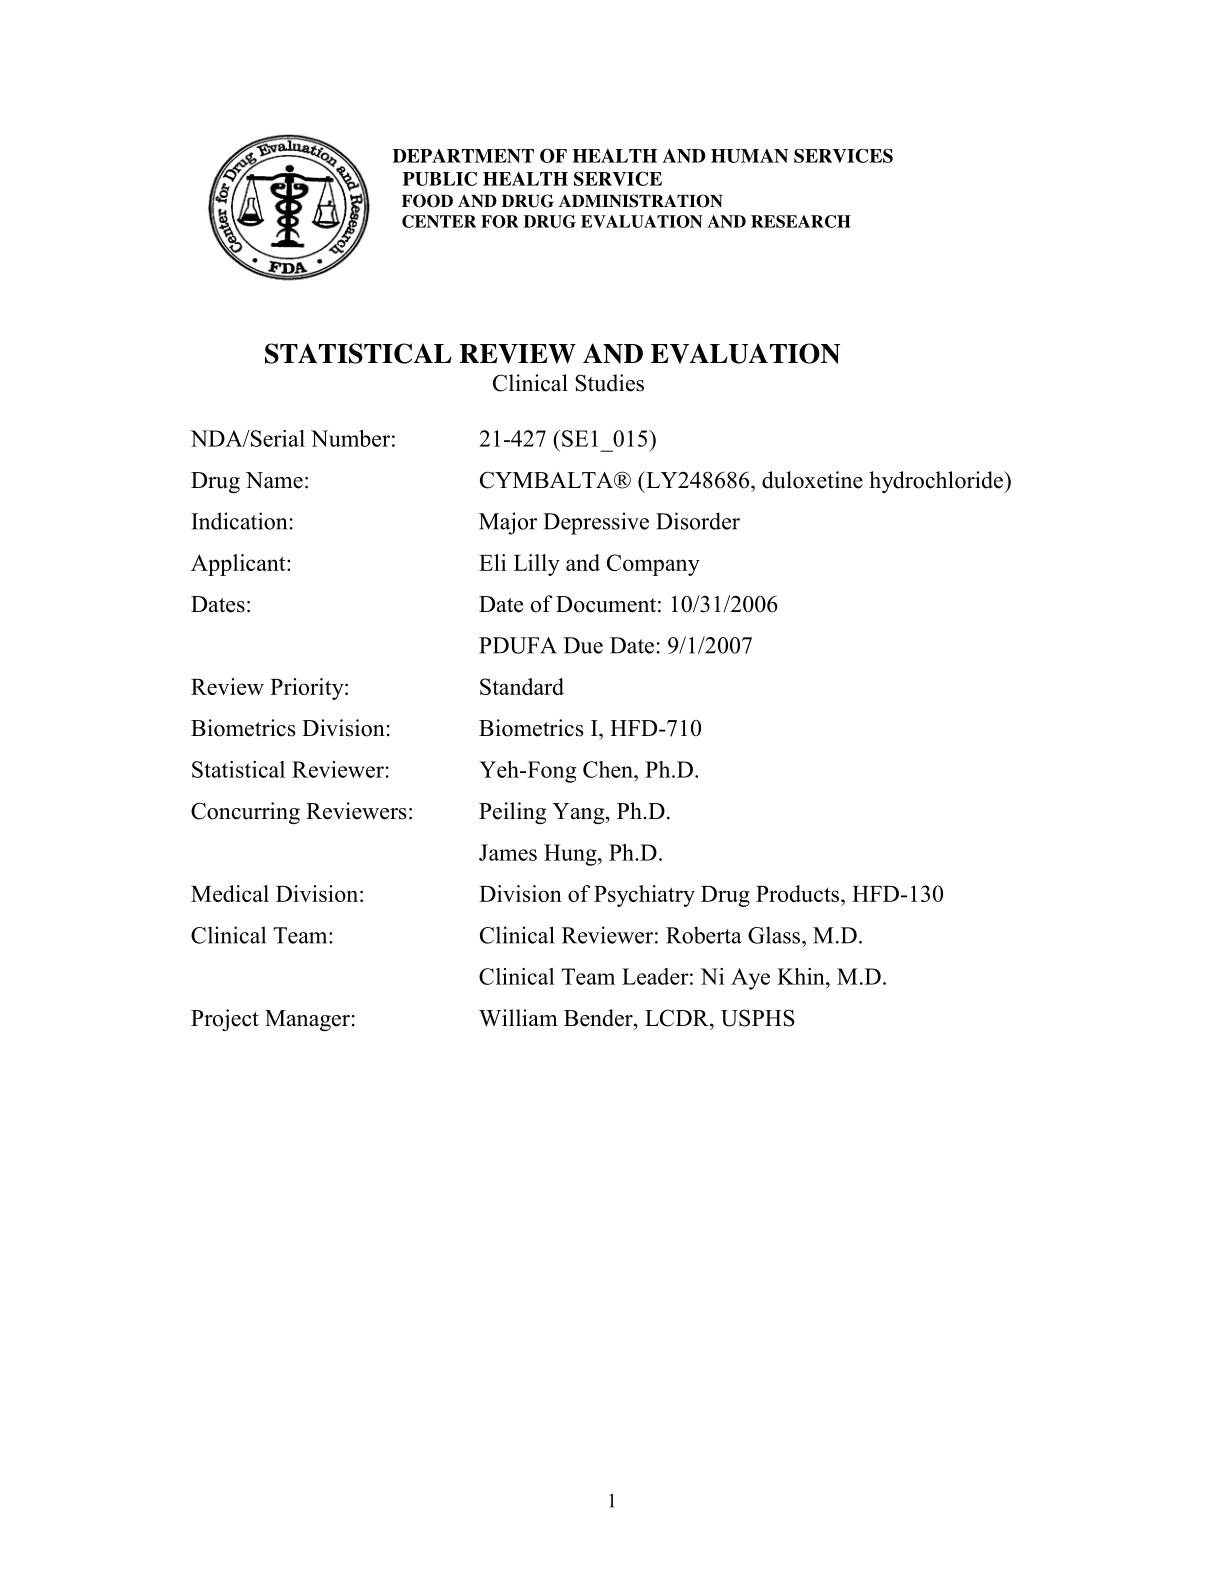 Center for Drug Evaluation and Research
• FDA •
DEPARTMENT OF HEALTH AND HUMAN SERVICES
PUBLIC HEALTH SERVICE
FOOD AND DRUG ADMINISTRATION
CENTER FOR DRUG EVALUATION AND RESEARCH
STATISTICAL REVIEW AND EVALUATION
Clinical Studies
NDA/Serial Number: 21-427 (SE1_015)
Drug Name: CYMBALTA® (LY248686, duloxetine hydrochloride)
Indication: Major Depressive Disorder
Applicant: Eli Lilly and Company
Dates: Date of Document: 10/31/2006
PDUFA Due Date: 9/1/2007
Review Priority: Standard
Biometrics Division: Biometrics I, HFD-710
Statistical Reviewer: Yeh-Fong Chen, Ph.D.
Concurring Reviewers: Peiling Yang, Ph.D.
James Hung, Ph.D.
Medical Division: Division of Psychiatry Drug Products, HFD-130
Clinical Team: Clinical Reviewer: Roberta Glass, M.D.
Clinical Team Leader: Ni Aye Khin, M.D.
Project Manager: William Bender, LCDR, USPHS
1